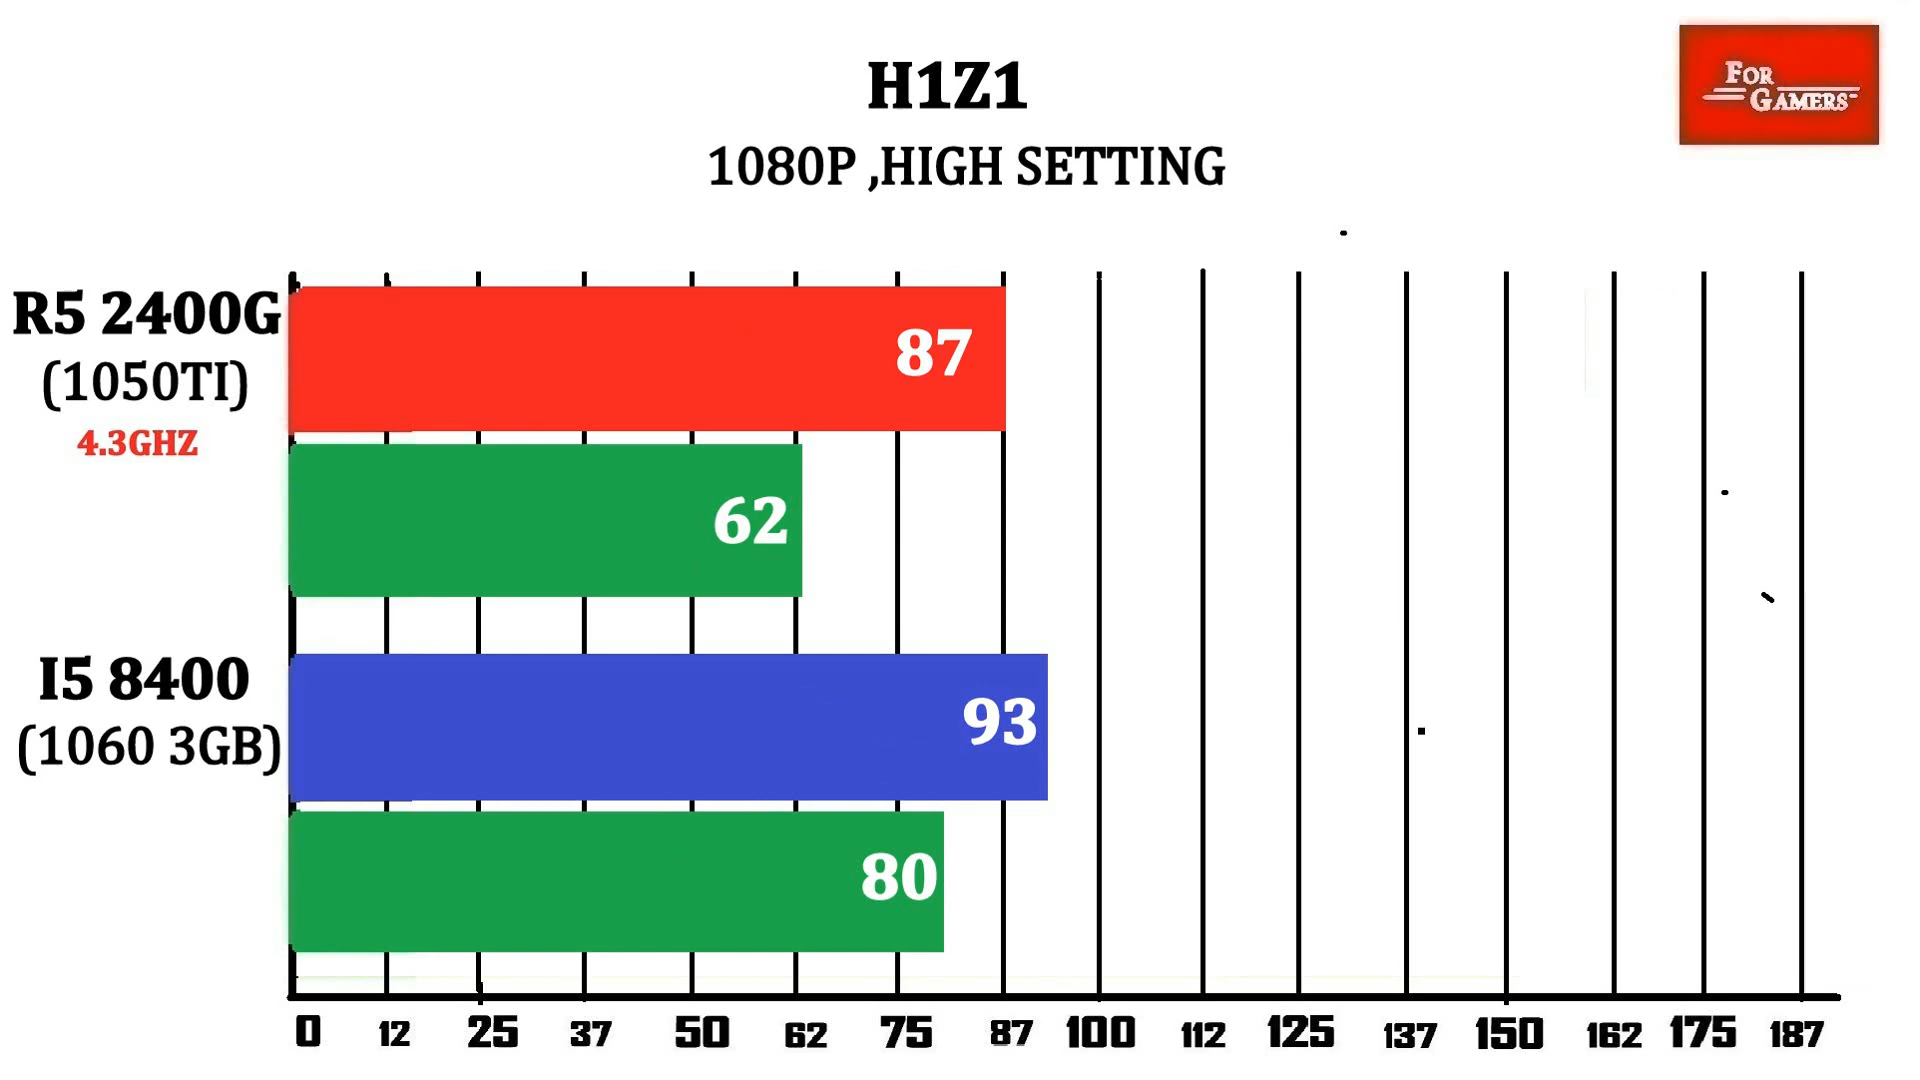 H1Z1
1080P ,HIGH SETTING
FOR
GAMERS
R5 2400G
(1050TI)
4.3GHZ
87
62
I5 8400
(1060 3GB)
93
80
0 12 25 37 50 62 75 87 100 112 125 137 150 162 175 187